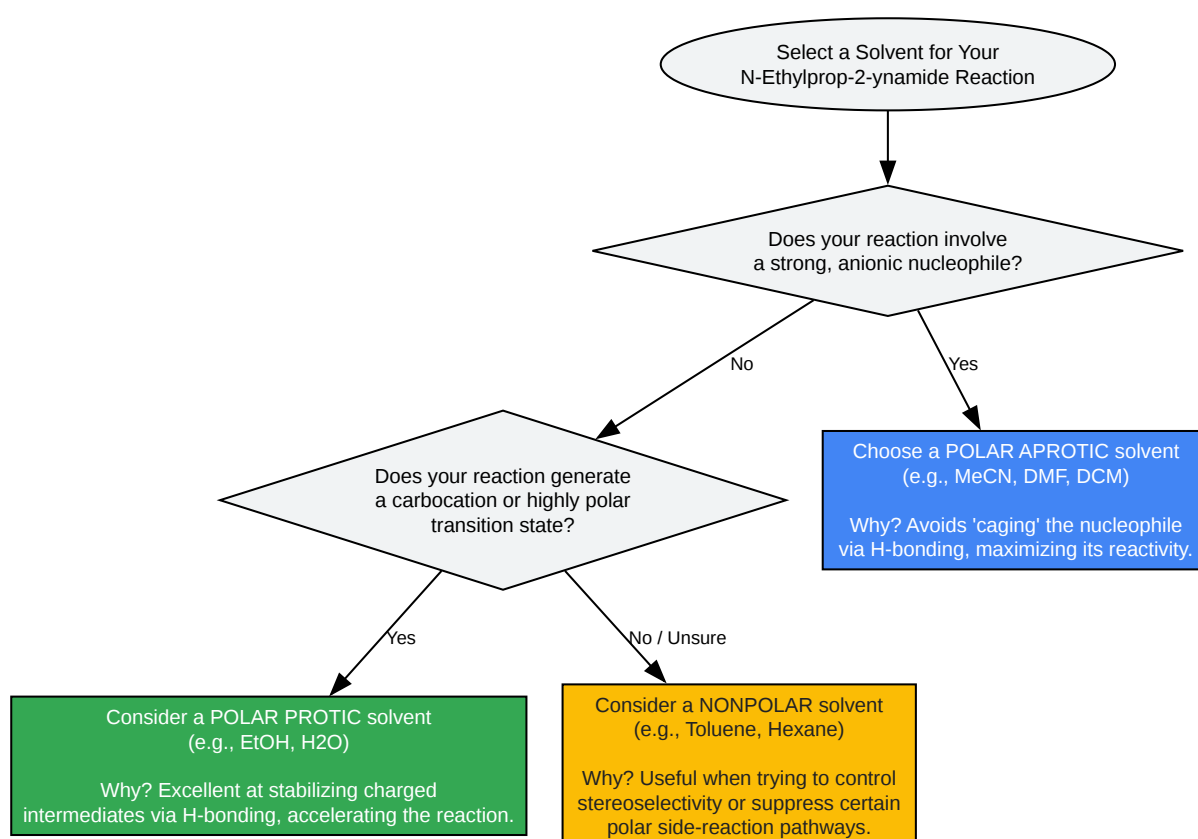 Select a Solvent for Your
N-Ethylprop-2-ynamide Reaction
Does your reaction involve
a strong, anionic nucleophile?
No
Yes
Does your reaction generate
a carbocation or highly polar
transition state?
Choose a POLAR APROTIC solvent
(e.g., MeCN, DMF, DCM)
Why? Avoids 'caging' the nucleophile
via H-bonding, maximizing its reactivity.
Yes
No / Unsure
Consider a POLAR PROTIC solvent
(e.g., EtOH, H2O)
Why? Excellent at stabilizing charged
intermediates via H-bonding, accelerating the reaction.
Consider a NONPOLAR solvent
(e.g., Toluene, Hexane)
Why? Useful when trying to control
stereoselectivity or suppress certain
polar side-reaction pathways.